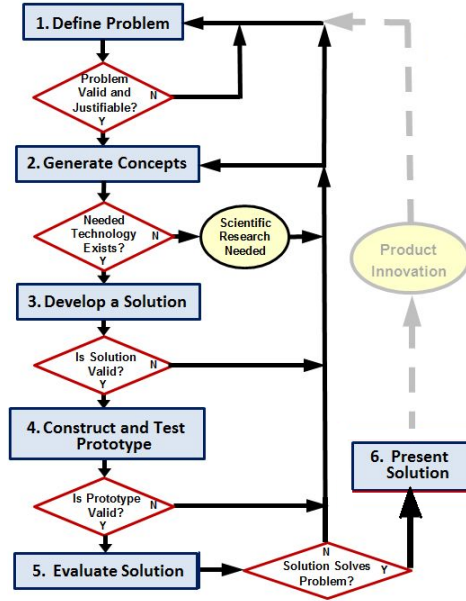 1. Define Problem
Problem
Valid and
Justifiable?
N
Y
2. Generate Concepts
Needed
Technology
Exists?
N
Y
Scientific
Research
Needed
Product
Innovation
3. Develop a Solution
Is Solution
Valid?
N
Y
4. Construct and Test
Prototype
6. Present
Solution
Is Prototype
Valid?
N
Y
5. Evaluate Solution
N
Solution Solves
Problem?
Y